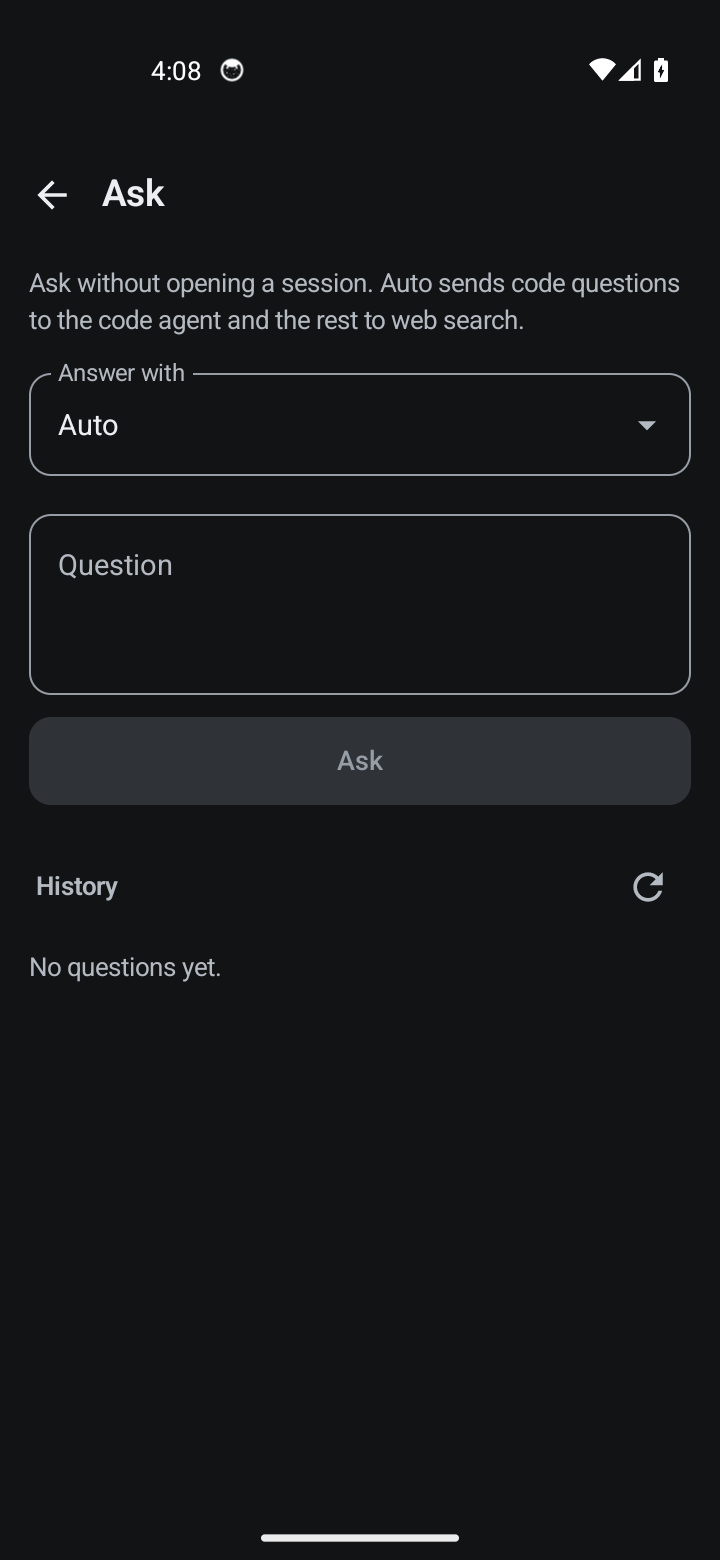 4:08
Ask
Ask without opening a session. Auto sends code questions
to the code agent and the rest to web search.
Answer with
Auto
Question
Ask
History
No questions yet.